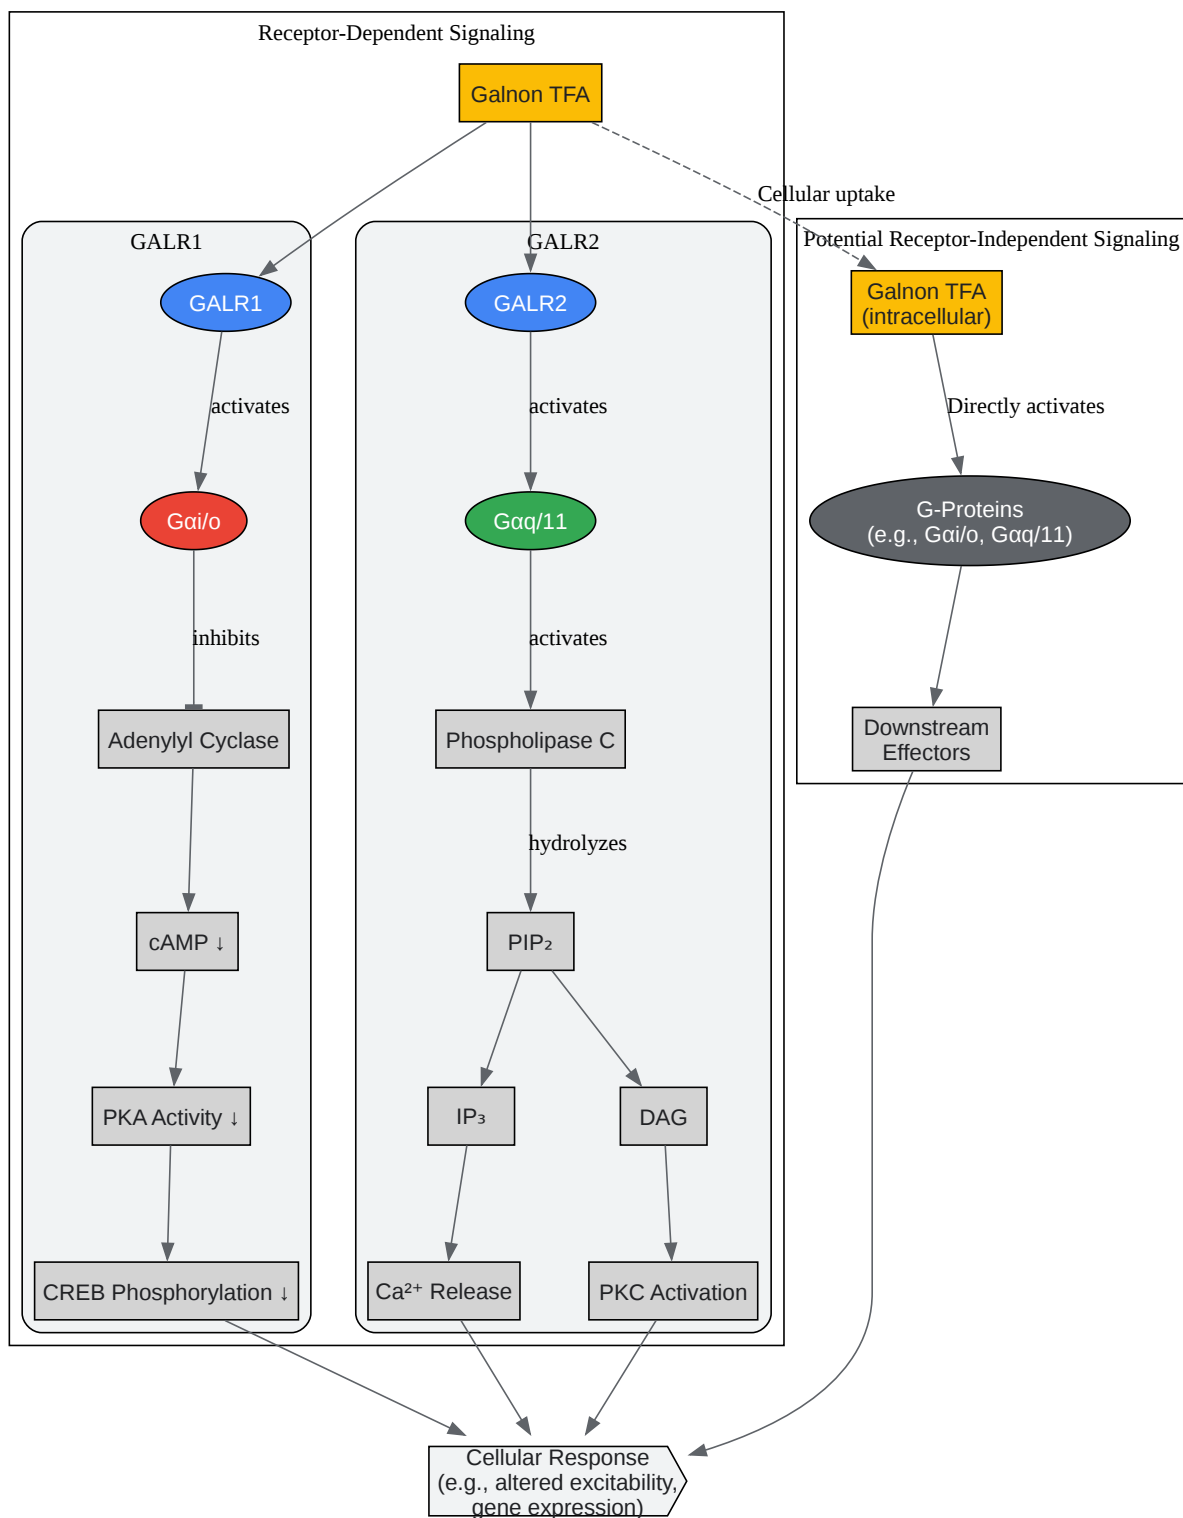 Receptor-Dependent Signaling
Galnon TFA
Cellular uptake
GALR1
GALR2
Potential Receptor-Independent Signaling
GALR1
GALR2
Galnon TFA
(intracellular)
activates
activates
Directly activates
Gαi/o
Gαq/11
G-Proteins
(e.g., Gαi/o, Gαq/11)
inhibits
activates
Adenylyl Cyclase
Phospholipase C
Downstream
Effectors
hydrolyzes
cAMP ↓
PIP₂
PKA Activity ↓
IP₃
DAG
CREB Phosphorylation ↓
Ca²⁺ Release
PKC Activation
Cellular Response
(e.g., altered excitability,
gene expression)